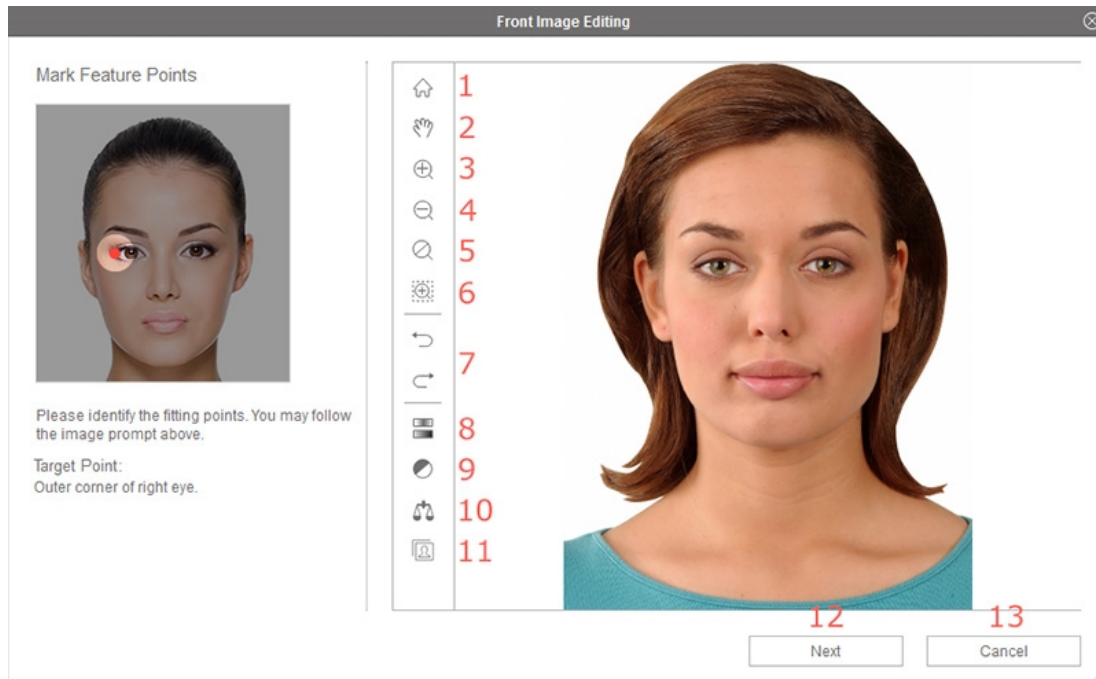 Front Image Editing
Mark Feature Points
Please identify the fitting points. You may follow
the image prompt above.
Target Point:
Outer corner of right eye.
1
2
3
4
5
6
7
8
9
10
11
12
13
Next
Cancel